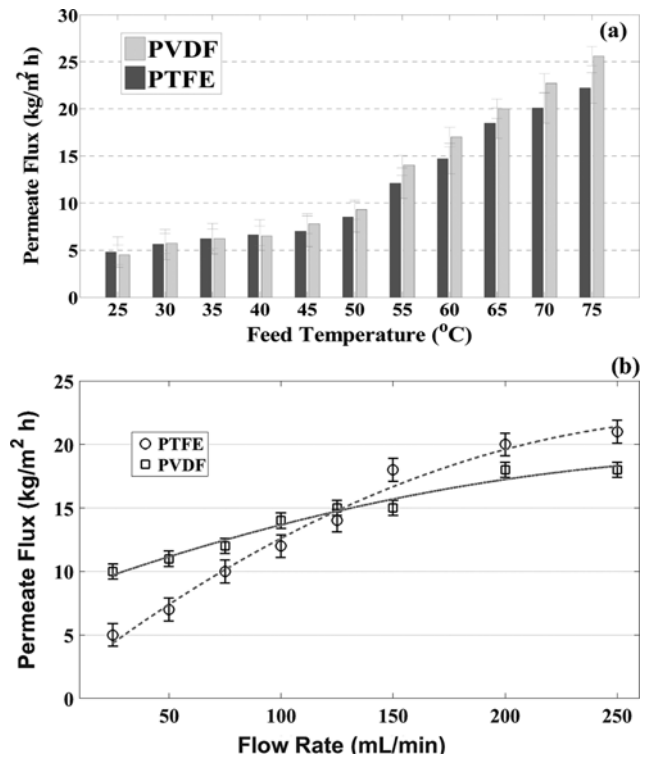 (a)
PVDF
PTFE
Permeate Flux (kg/m² h)
30
25
20
15
10
5
0
25 30 35 40 45 50 55 60 65 70 75
Feed Temperature (°C)
(b)
PTFE
PVDF
Permeate Flux (kg/m² h)
25
20
15
10
5
0
50 100 150 200 250
Flow Rate (mL/min)